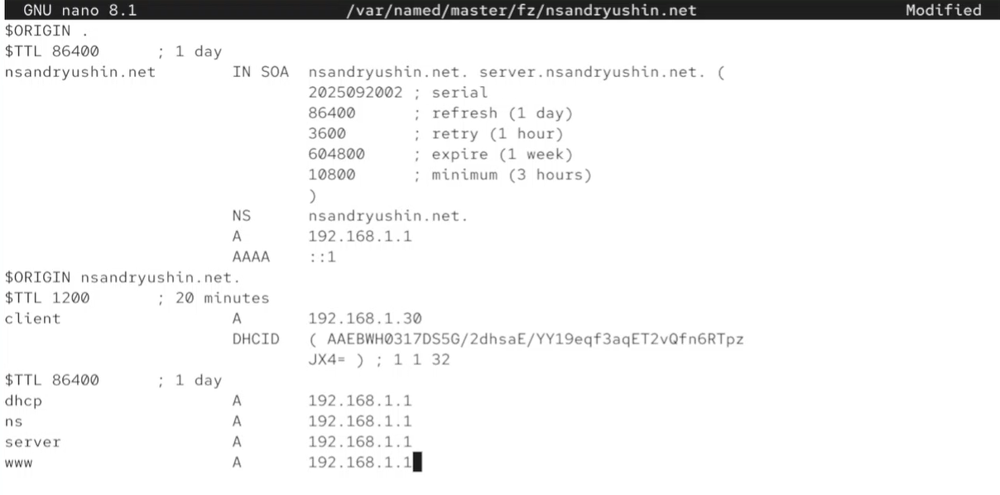 GNU nano 8.1 /var/named/master/fz/nsandryushin.net Modified
$ORIGIN .
$TTL 86400 ; 1 day
nsandryushin.net IN SOA nsandryushin.net. server.nsandryushin.net. (
2025092002 ; serial
86400 ; refresh (1 day)
3600 ; retry (1 hour)
604800 ; expire (1 week)
10800 ; minimum (3 hours)
)
NS nsandryushin.net.
A 192.168.1.1
AAAA ::1
$ORIGIN nsandryushin.net.
$TTL 1200 ; 20 minutes
client A 192.168.1.30
DHCID ( AAEBWH0317DS5G/2dhsaE/YY19eqf3aqET2vQfn6RTpz
JX4= ) ; 1 1 32
$TTL 86400 ; 1 day
dhcp A 192.168.1.1
ns A 192.168.1.1
server A 192.168.1.1
www A 192.168.1.1